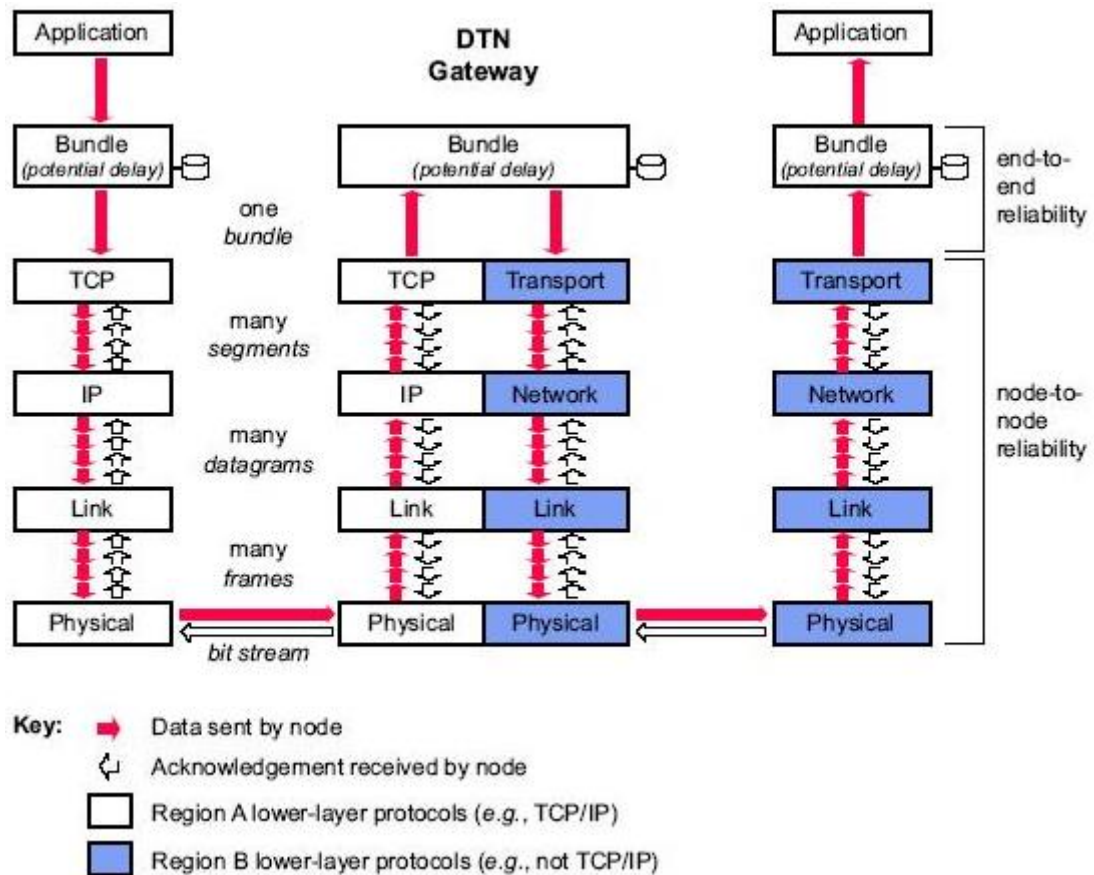 Application
DTN
Gateway
Application
Bundle
(potential delay)
Bundle
(potential delay)
Bundle
(potential delay)
end-to-
end
reliability
one
bundle
TCP
TCP
Transport
Transport
many
segments
IP
IP
Network
Network
node-to-
node
reliability
many
datagrams
Link
Link
Link
Link
many
frames
Physical
Physical
Physical
Physical
bit stream
Key:
Data sent by node
Acknowledgement received by node
Region A lower-layer protocols (e.g., TCP/IP)
Region B lower-layer protocols (e.g., not TCP/IP)